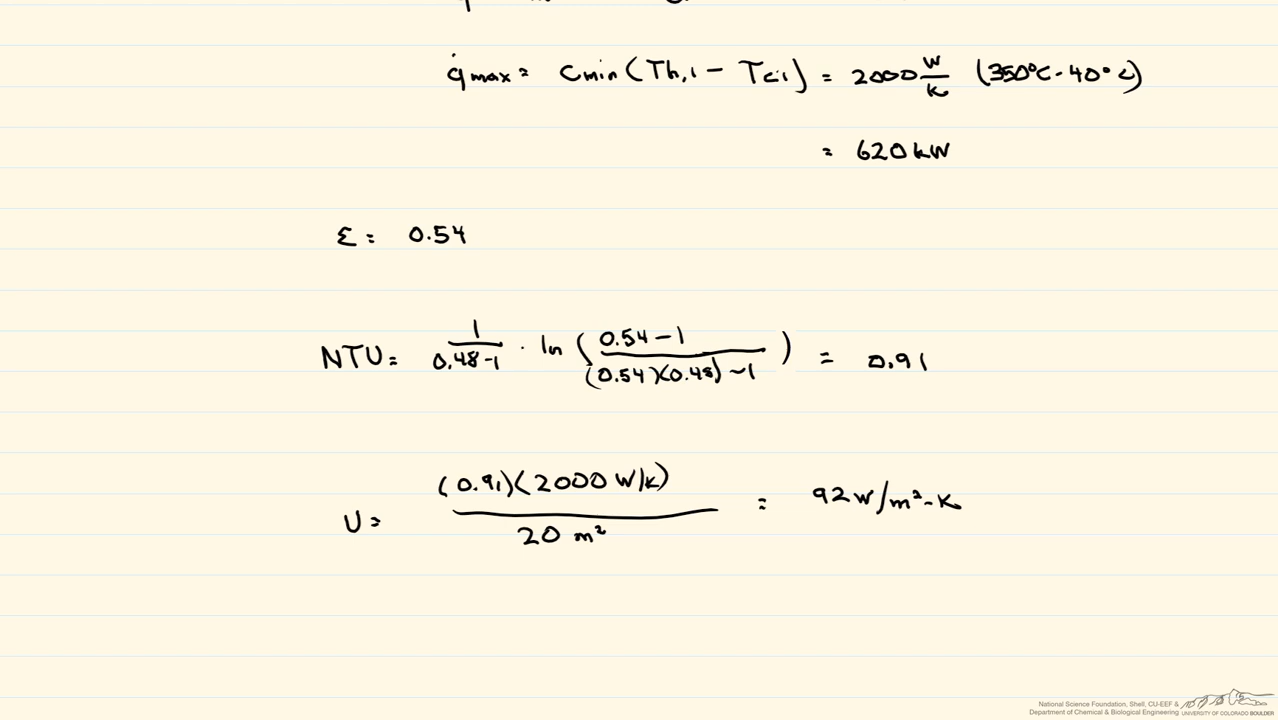 q̇max = Cmin (Th,i − Tc,i) = 2000 W/K (350°C - 40°C)
= 620 kW
ε = 0.54
NTU = 1/(0.48-1) · ln ( (0.54-1) / ((0.54)(0.48) -1) ) = 0.91
U = (0.91)(2000 W/K) / 20 m² = 92 W/m²-K
National Science Foundation, Shell, CU-EEF &
Department of Chemical & Biological Engineering UNIVERSITY OF COLORADO BOULDER